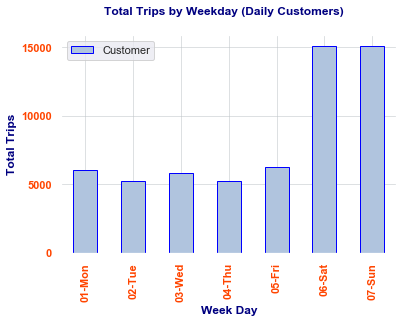 Total Trips by Weekday (Daily Customers)
Customer
Total Trips
15000
10000
5000
0
01-Mon
02-Tue
03-Wed
04-Thu
05-Fri
06-Sat
07-Sun
Week Day